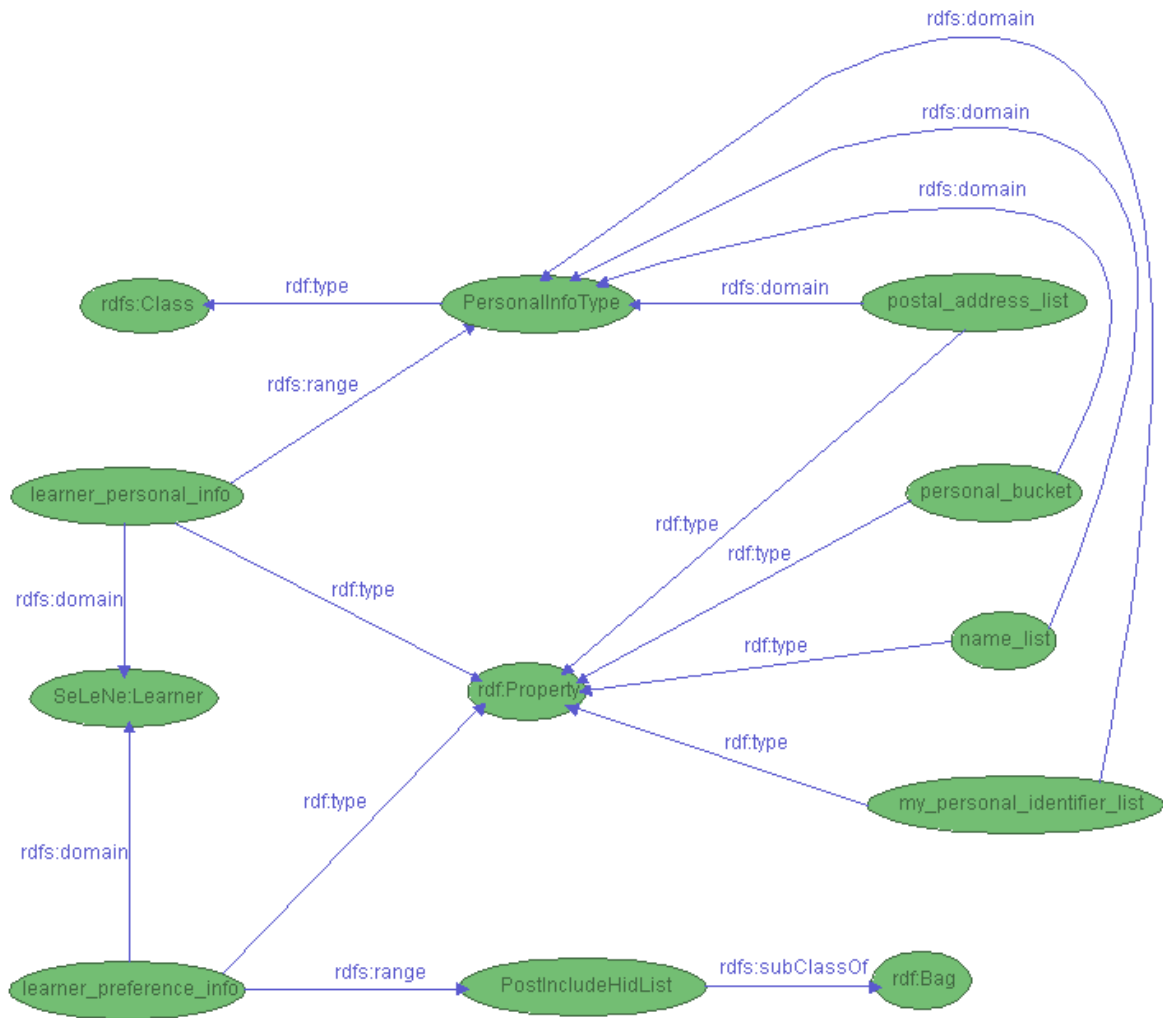 rdfs:domain
rdfs:domain
rdfs:domain
rdf:type
rdfs:domain
rdfs:Class
PersonalInfoType
postal_address_list
rdfs:range
learner_personal_info
personal_bucket
rdf:type
rdf:type
rdf:type
rdfs:domain
rdf:type
name_list
SeLeNe:Learner
rdf:Property
rdf:type
rdf:type
my_personal_identifier_list
rdfs:domain
rdfs:range
rdfs:subClassOf
learner_preference_info
PostIncludeHidList
rdf:Bag